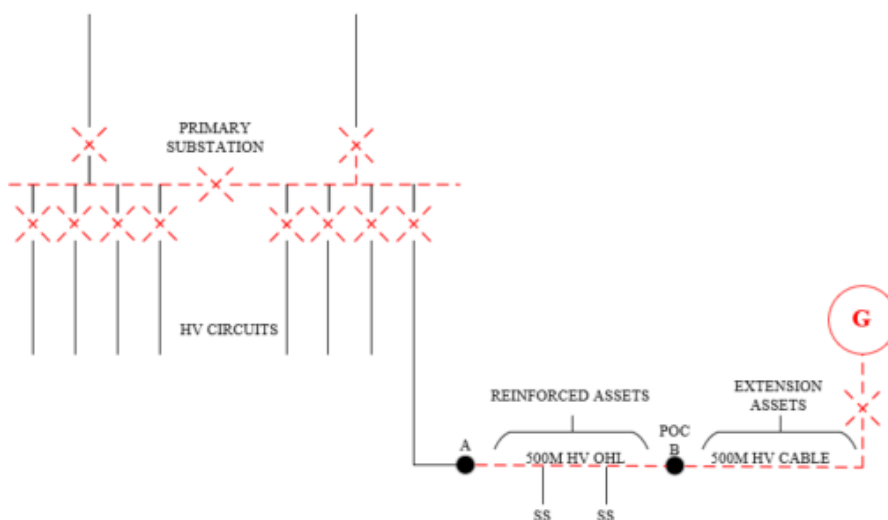 PRIMARY
SUBSTATION
HV CIRCUITS
G
REINFORCED ASSETS
EXTENSION
ASSETS
A
500M HV OHL
POC
B
500M HV CABLE
SS
SS